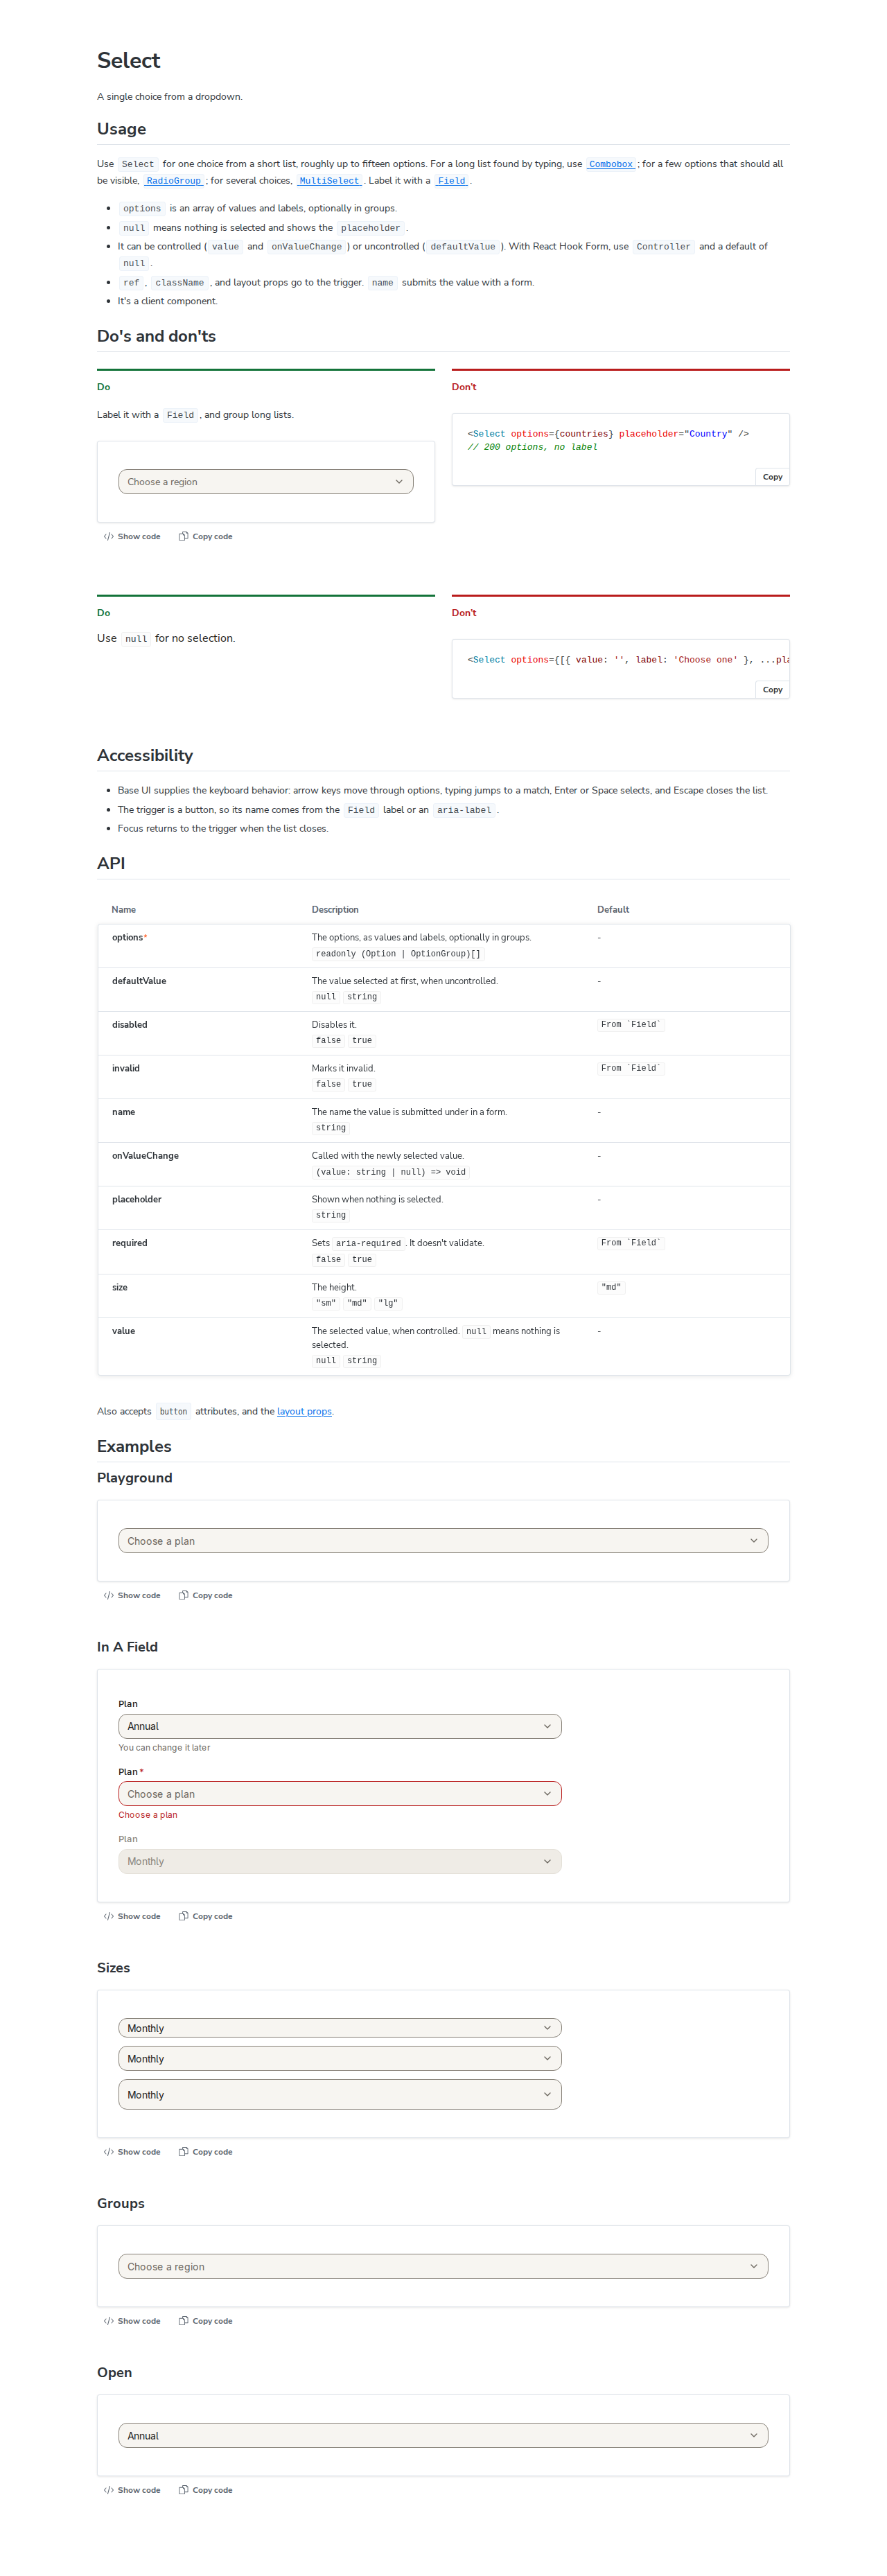 Select
A single choice from a dropdown.
Usage
Use Select for one choice from a short list, roughly up to fifteen options. For a long list found by typing, use Combobox; for a few options that should all
be visible, RadioGroup; for several choices, MultiSelect. Label it with a Field.
options is an array of values and labels, optionally in groups.
null means nothing is selected and shows the placeholder.
It can be controlled (value and onValueChange) or uncontrolled (defaultValue). With React Hook Form, use Controller and a default of
null.
ref, className, and layout props go to the trigger. name submits the value with a form.
It's a client component.
Do's and don'ts
Do
Label it with a Field, and group long lists.
Choose a region
Show code Copy code
Don't
<Select options={countries} placeholder="Country" />
// 200 options, no label
Copy
Do
Use null for no selection.
Don't
<Select options={[{ value: '', label: 'Choose one' }, ...pla
Copy
Accessibility
Base UI supplies the keyboard behavior: arrow keys move through options, typing jumps to a match, Enter or Space selects, and Escape closes the list.
The trigger is a button, so its name comes from the Field label or an aria-label.
Focus returns to the trigger when the list closes.
API
Name Description Default
options* The options, as values and labels, optionally in groups. -
readonly (Option | OptionGroup)[]
defaultValue The value selected at first, when uncontrolled. -
null string
disabled Disables it. From `Field`
false true
invalid Marks it invalid. From `Field`
false true
name The name the value is submitted under in a form. -
string
onValueChange Called with the newly selected value. -
(value: string | null) => void
placeholder Shown when nothing is selected. -
string
required Sets aria-required. It doesn't validate. From `Field`
false true
size The height. "md"
"sm" "md" "lg"
value The selected value, when controlled. null means nothing is -
selected.
null string
Also accepts button attributes, and the layout props.
Examples
Playground
Choose a plan
Show code Copy code
In A Field
Plan
Annual
You can change it later
Plan*
Choose a plan
Choose a plan
Plan
Monthly
Show code Copy code
Sizes
Monthly
Monthly
Monthly
Show code Copy code
Groups
Choose a region
Show code Copy code
Open
Annual
Show code Copy code